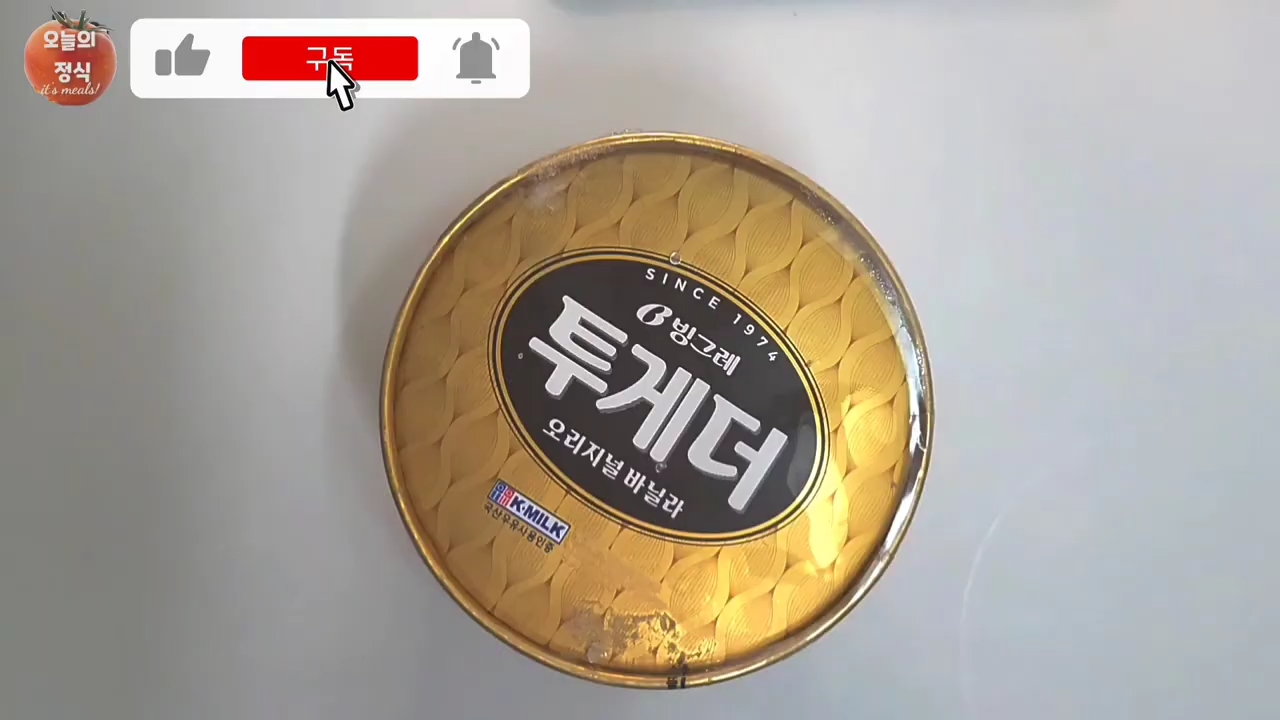 오늘의
정식
it's meals!
구독
SINCE 1974
B 빙그레
투게더
오리지널 바닐라
K·MILK
국산우유사용인증